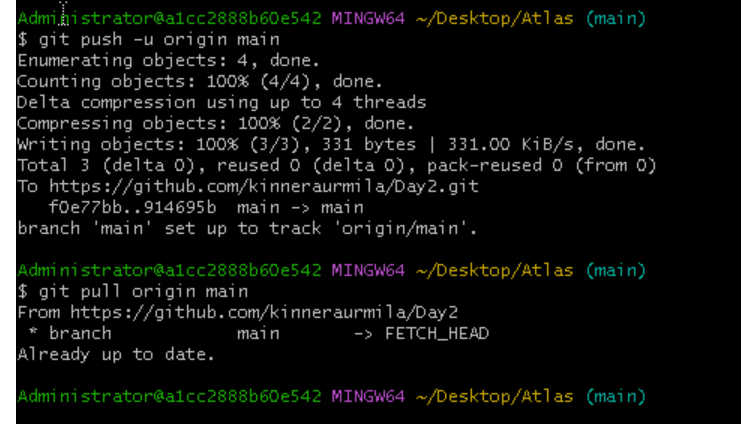 Administrator@a1cc2888b60e542 MINGW64 ~/Desktop/Atlas (main)
$ git push -u origin main
Enumerating objects: 4, done.
Counting objects: 100% (4/4), done.
Delta compression using up to 4 threads
Compressing objects: 100% (2/2), done.
Writing objects: 100% (3/3), 331 bytes | 331.00 KiB/s, done.
Total 3 (delta 0), reused 0 (delta 0), pack-reused 0 (from 0)
To https://github.com/kinneraurmila/Day2.git
   f0e77bb..914695b  main -> main
branch 'main' set up to track 'origin/main'.
Administrator@a1cc2888b60e542 MINGW64 ~/Desktop/Atlas (main)
$ git pull origin main
From https://github.com/kinneraurmila/Day2
 * branch            main       -> FETCH_HEAD
Already up to date.
Administrator@a1cc2888b60e542 MINGW64 ~/Desktop/Atlas (main)